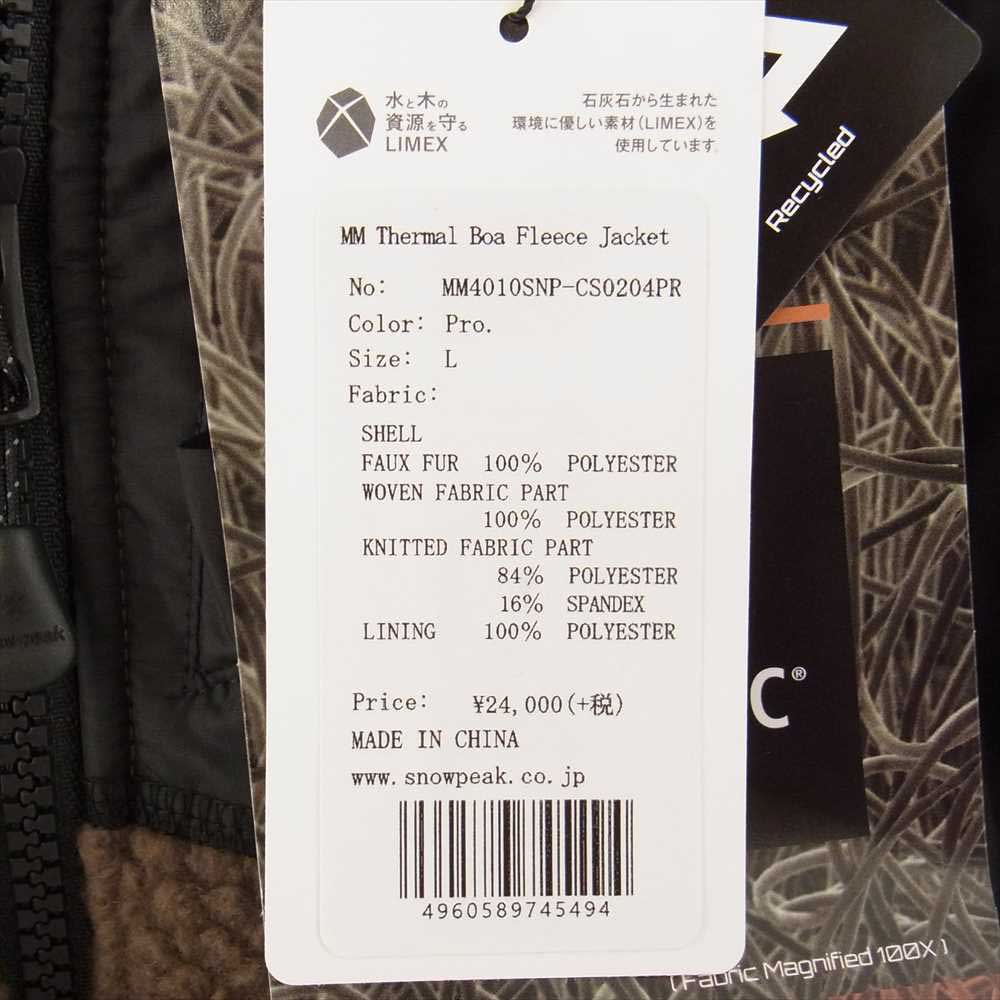 水と木の
資源を守る
LIMEX
石灰石から生まれた
環境に優しい素材(LIMEX)を
使用しています。
Recycled
MM Thermal Boa Fleece Jacket
No: MM4010SNP-CS0204PR
Color: Pro.
Size: L
Fabric:
SHELL
FAUX FUR 100% POLYESTER
WOVEN FABRIC PART
100% POLYESTER
KNITTED FABRIC PART
84% POLYESTER
16% SPANDEX
LINING 100% POLYESTER
Price: ¥24,000(+税)
MADE IN CHINA
www.snowpeak.co.jp
4960589745494
C®
(Fabric Magnified 100X)
peak